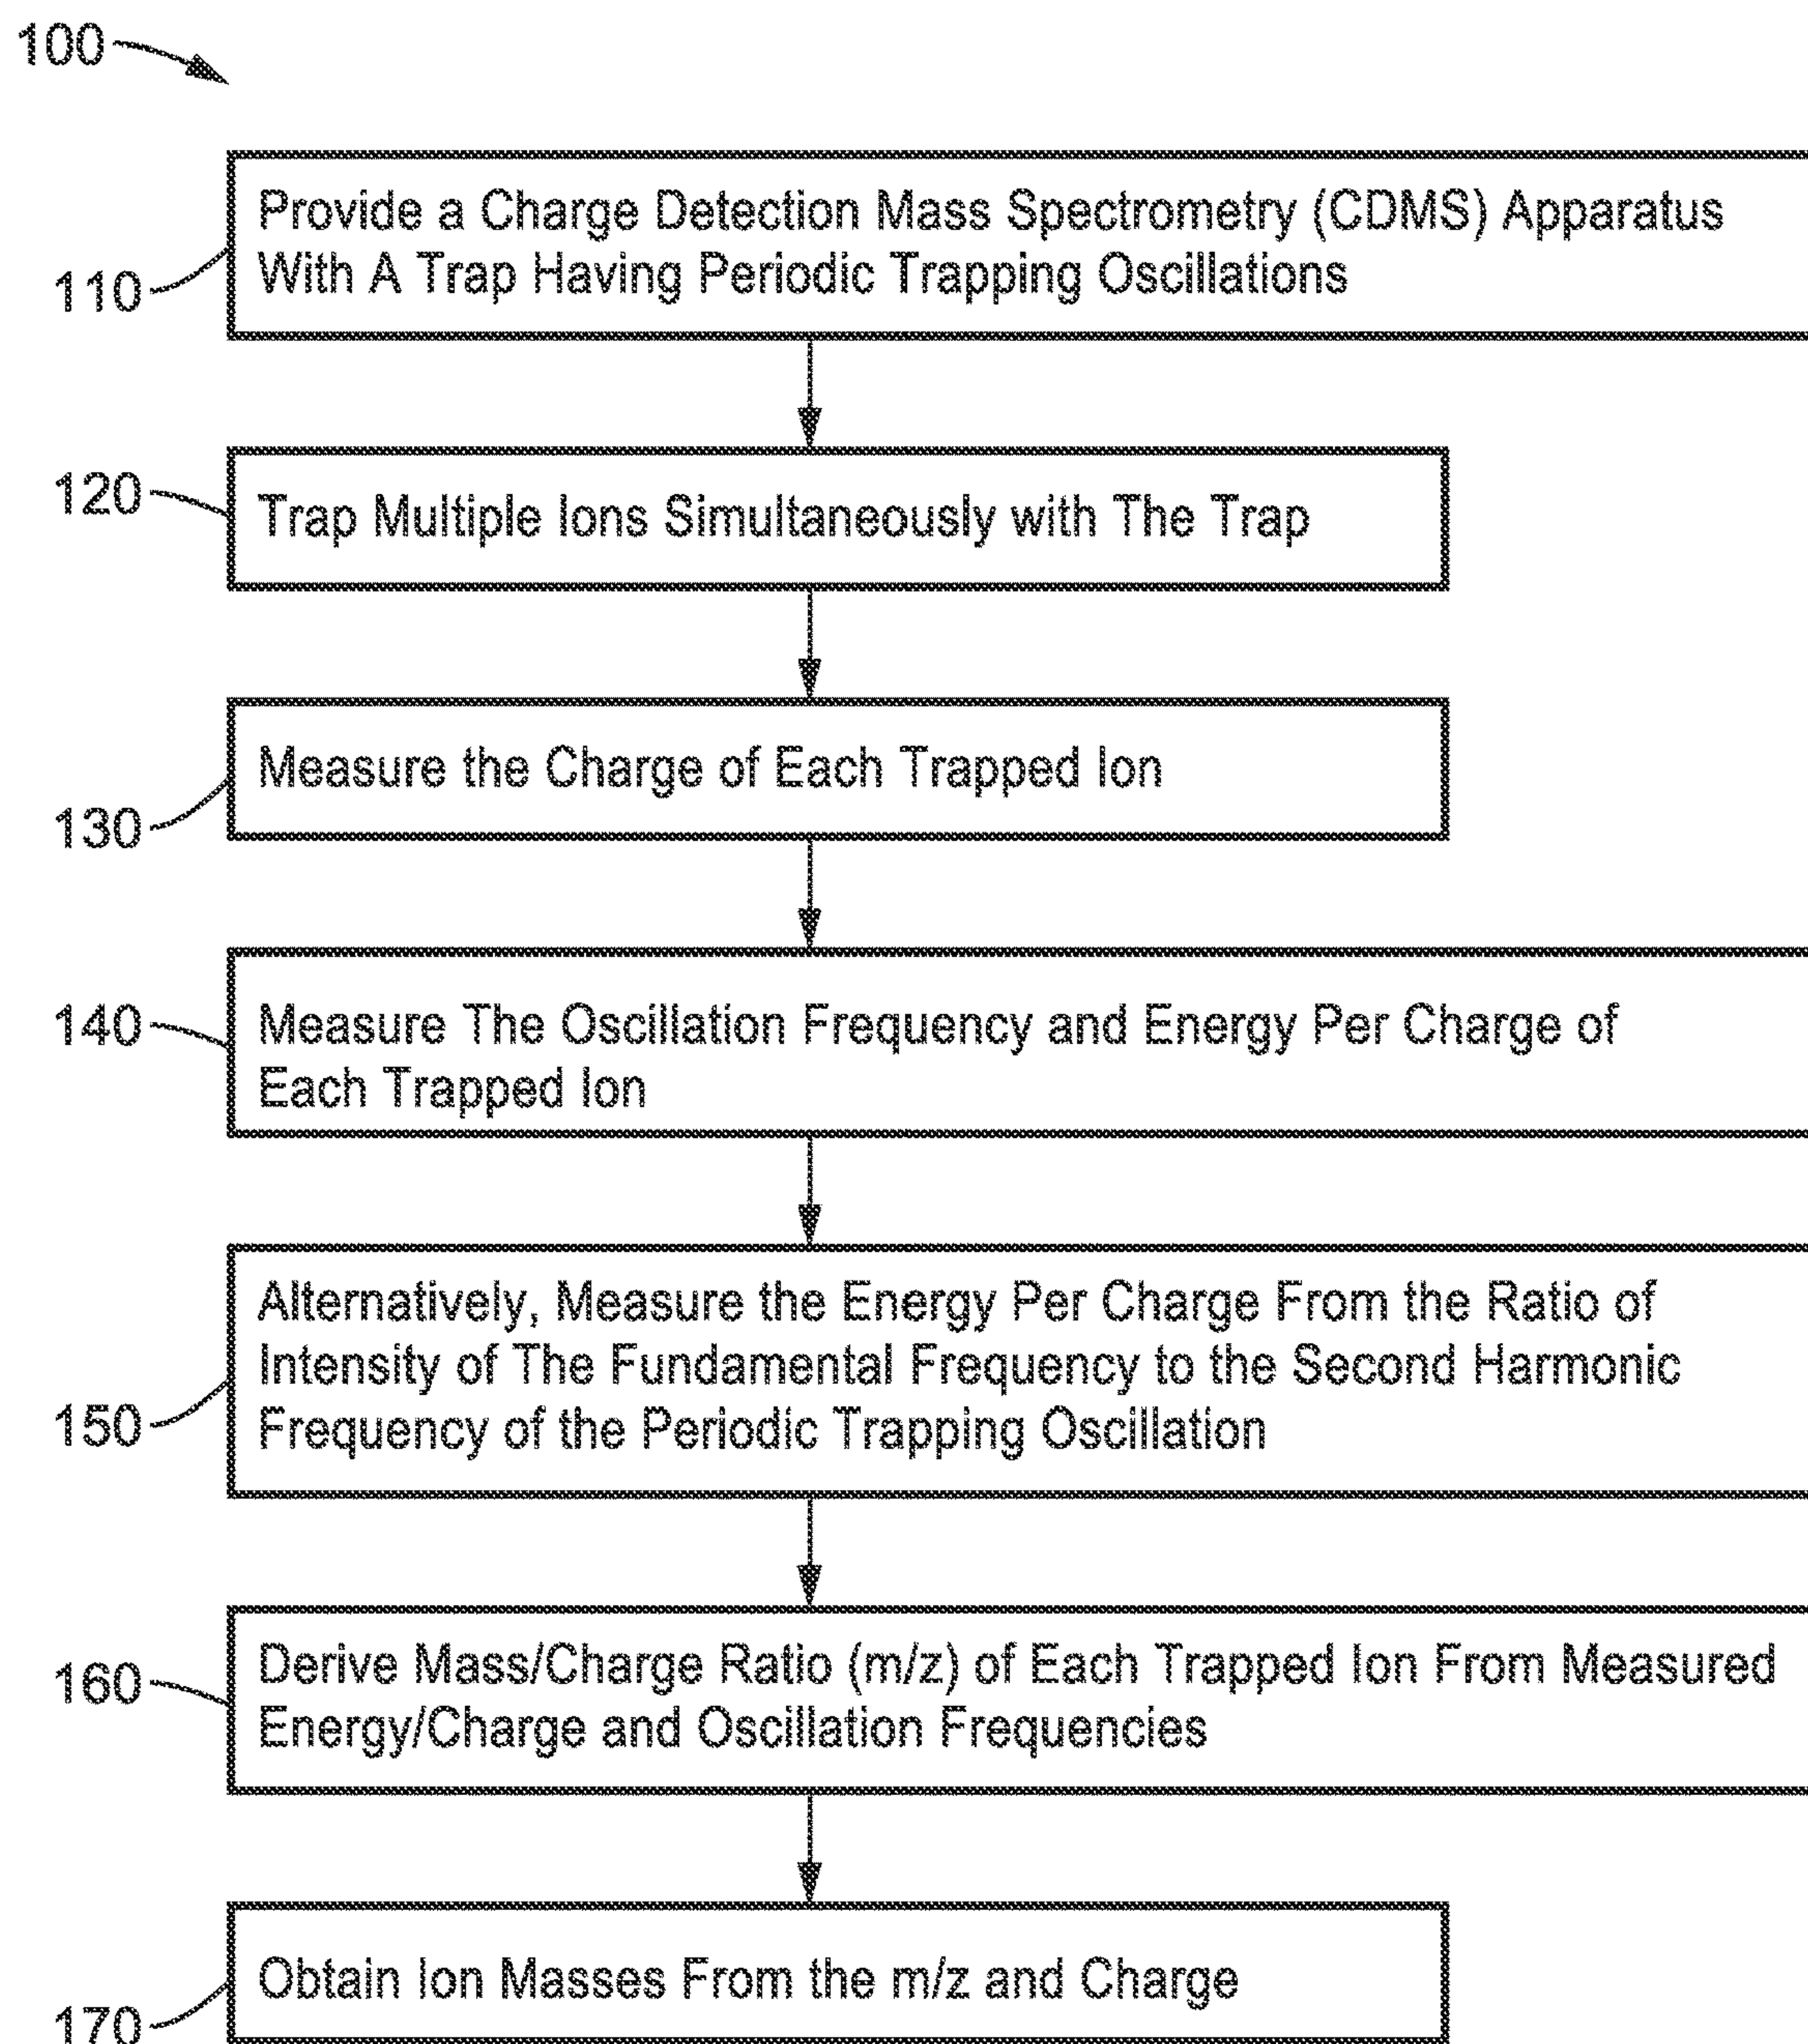 100
110
Provide a Charge Detection Mass Spectrometry (CDMS) Apparatus
With A Trap Having Periodic Trapping Oscillations
120
Trap Multiple Ions Simultaneously with The Trap
130
Measure the Charge of Each Trapped Ion
140
Measure The Oscillation Frequency and Energy Per Charge of
Each Trapped Ion
150
Alternatively, Measure the Energy Per Charge From the Ratio of
Intensity of The Fundamental Frequency to the Second Harmonic
Frequency of the Periodic Trapping Oscillation
160
Derive Mass/Charge Ratio (m/z) of Each Trapped Ion From Measured
Energy/Charge and Oscillation Frequencies
170
Obtain Ion Masses From the m/z and Charge